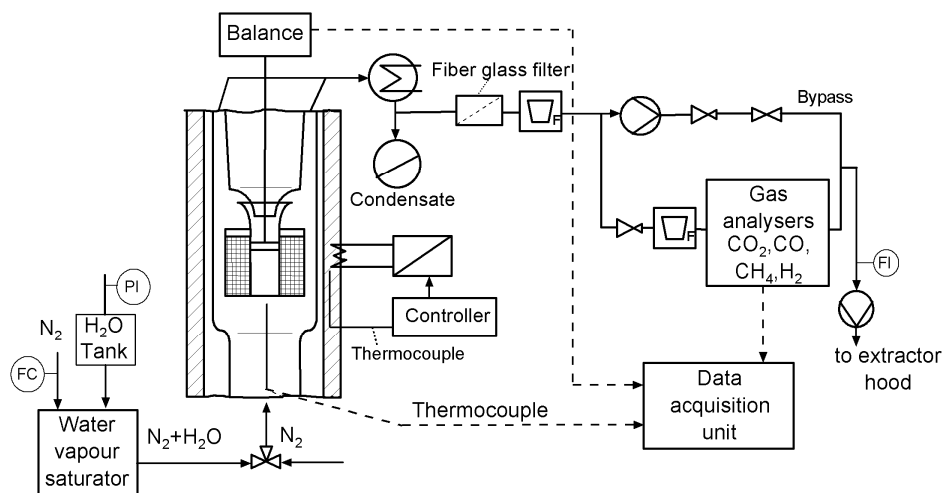 Balance
Fiber glass filter
F
Bypass
Condensate
Gas
analysers
CO₂,CO,
CH₄,H₂
F
FI
PI
N₂
H₂O
Tank
Controller
Thermocouple
FC
to extractor
hood
Data
acquisition
unit
Thermocouple
Water
vapour
saturator
N₂+H₂O
N₂